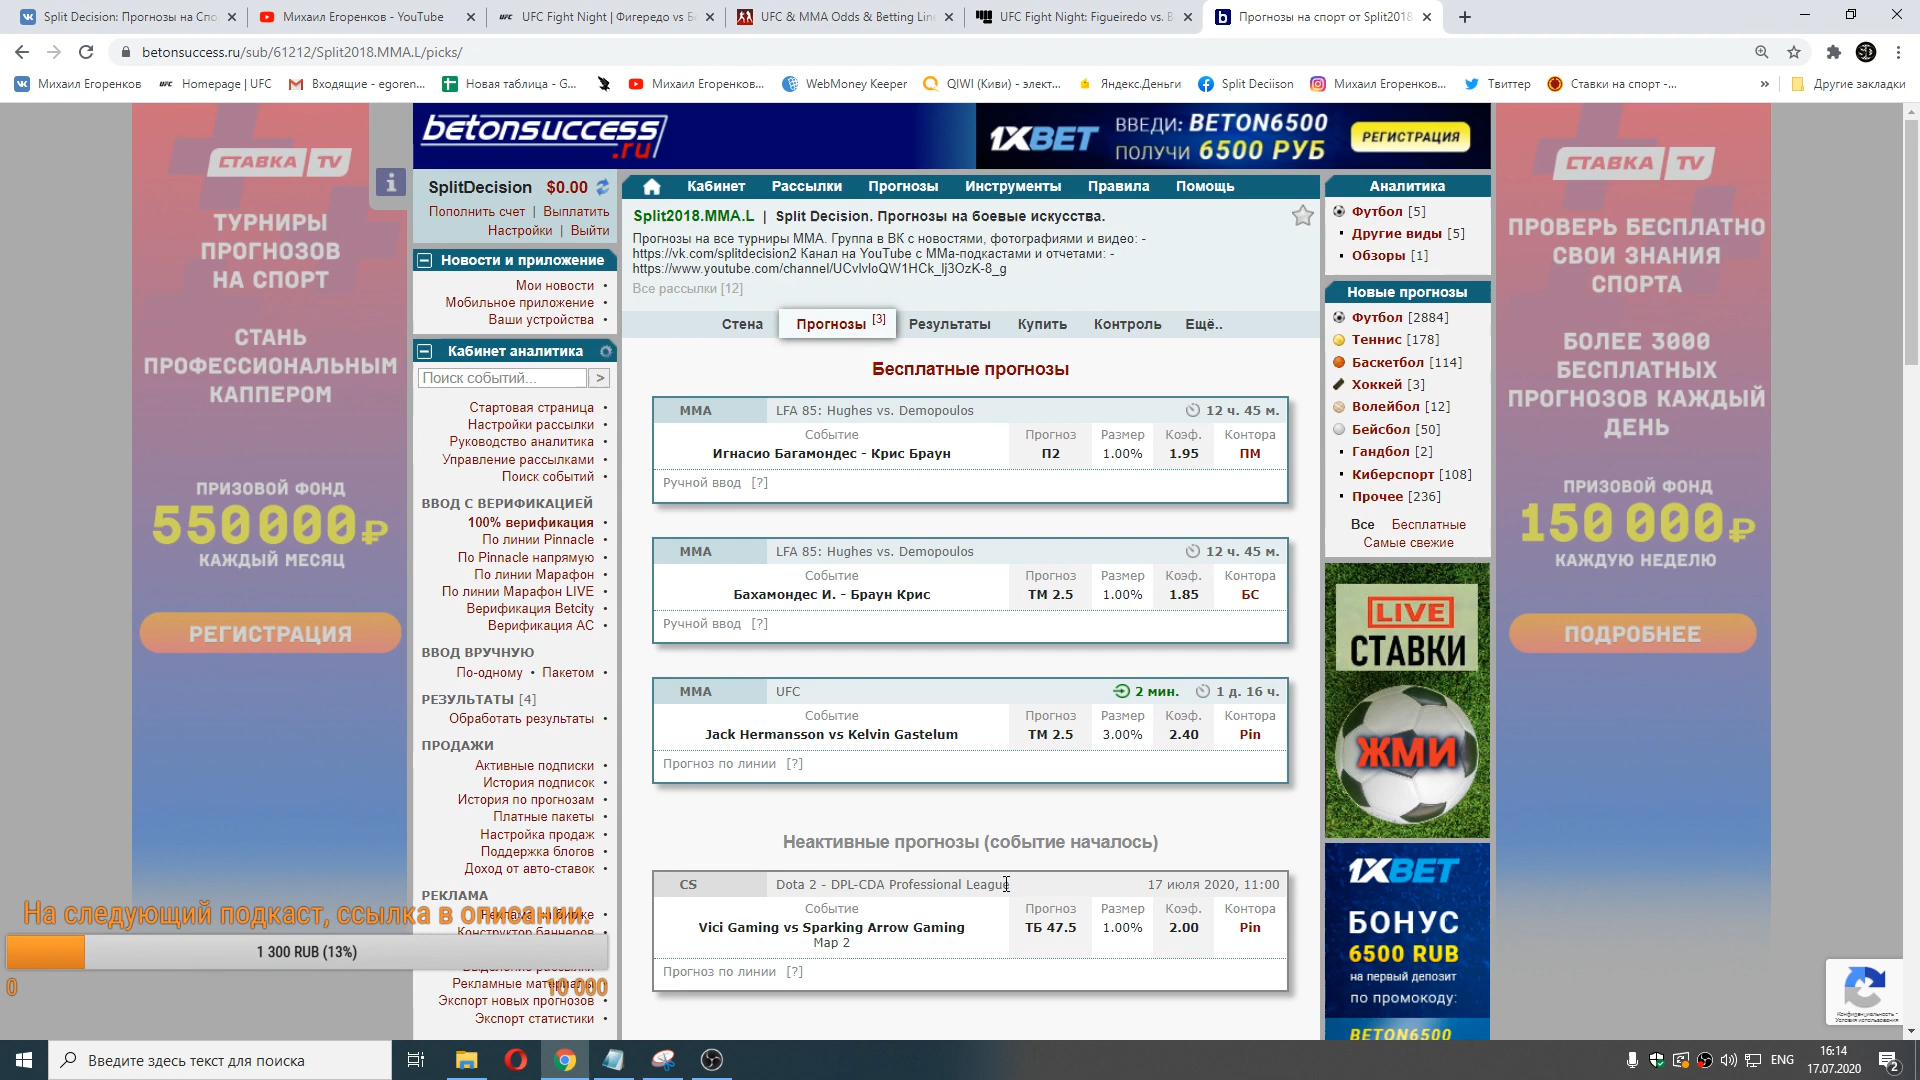 Split Decision: Прогнозы на Спо
Михаил Егоренков - YouTube
UFC Fight Night | Фигередо vs Б
UFC & MMA Odds & Betting Line
UFC Fight Night: Figueiredo vs. B
Прогнозы на спорт от Split2018
betonsuccess.ru/sub/61212/Split2018.MMA.L/picks/
Михаил Егоренков
Homepage | UFC
Входящие - egoren...
Новая таблица - G...
Михаил Егоренков...
WebMoney Keeper
QIWI (Киви) - элект...
Яндекс.Деньги
Split Deciison
Михаил Егоренков...
Твиттер
Ставки на спорт -...
»
Другие закладки
СТАВКА TV
ТУРНИРЫ
ПРОГНОЗОВ
НА СПОРТ
СТАНЬ
ПРОФЕССИОНАЛЬНЫМ
КАППЕРОМ
ПРИЗОВОЙ ФОНД
550 000₽
КАЖДЫЙ МЕСЯЦ
РЕГИСТРАЦИЯ
betonsuccess
.ru
1XBET
ВВЕДИ: BETON6500
ПОЛУЧИ 6500 РУБ
РЕГИСТРАЦИЯ
i
SplitDecision $0.00
Пополнить счет | Выплатить
Настройки | Выйти
Новости и приложение
Мои новости
Мобильное приложение
Ваши устройства
Кабинет аналитика
Поиск событий... >
Стартовая страница
Настройки рассылки
Руководство аналитика
Управление рассылками
Поиск событий
ВВОД С ВЕРИФИКАЦИЕЙ
100% верификация
По линии Pinnacle
По Pinnacle напрямую
По линии Марафон
По линии Марафон LIVE
Верификация Betcity
Верификация АС
ВВОД ВРУЧНУЮ
По-одному • Пакетом
РЕЗУЛЬТАТЫ [4]
Обработать результаты
ПРОДАЖИ
Активные подписки
История подписок
История по прогнозам
Платные пакеты
Настройка продаж
Поддержка блогов
Доход от авто-ставок
РЕКЛАМА
На следующий подкаст, ссылка в описании.
1 300 RUB (13%)
0
10 000
Рекламные материалы
Экспорт новых прогнозов
Экспорт статистики
Кабинет Рассылки Прогнозы Инструменты Правила Помощь
Split2018.MMA.L | Split Decision. Прогнозы на боевые искусства.
Прогнозы на все турниры ММА. Группа в ВК с новостями, фотографиями и видео: -
https://vk.com/splitdecision2 Канал на YouTube с ММа-подкастами и отчетами: -
https://www.youtube.com/channel/UCvlvIoQW1HCk_lj3OzK-8_g
Все рассылки [12]
Стена Прогнозы [3] Результаты Купить Контроль Ещё..
Бесплатные прогнозы
ММА LFA 85: Hughes vs. Demopoulos 12 ч. 45 м.
Событие Прогноз Размер Коэф. Контора
Игнасио Багамондес - Крис Браун П2 1.00% 1.95 ПМ
Ручной ввод [?]
ММА LFA 85: Hughes vs. Demopoulos 12 ч. 45 м.
Событие Прогноз Размер Коэф. Контора
Бахамондес И. - Браун Крис ТМ 2.5 1.00% 1.85 БС
Ручной ввод [?]
ММА UFC 2 мин. 1 д. 16 ч.
Событие Прогноз Размер Коэф. Контора
Jack Hermansson vs Kelvin Gastelum ТМ 2.5 3.00% 2.40 Pin
Прогноз по линии [?]
Неактивные прогнозы (событие началось)
CS Dota 2 - DPL-CDA Professional League 17 июля 2020, 11:00
Событие Прогноз Размер Коэф. Контора
Vici Gaming vs Sparking Arrow Gaming ТБ 47.5 1.00% 2.00 Pin
Map 2
Прогноз по линии [?]
Аналитика
Футбол [5]
Другие виды [5]
Обзоры [1]
Новые прогнозы
Футбол [2884]
Теннис [178]
Баскетбол [114]
Хоккей [3]
Волейбол [12]
Бейсбол [50]
Гандбол [2]
Киберспорт [108]
Прочее [236]
Все Бесплатные
Самые свежие
LIVE
СТАВКИ
ЖМИ
1XBET
БОНУС
6500 RUB
на первый депозит
по промокоду:
BETON6500
СТАВКА TV
ПРОВЕРЬ БЕСПЛАТНО
СВОИ ЗНАНИЯ
СПОРТА
БОЛЕЕ 3000
БЕСПЛАТНЫХ
ПРОГНОЗОВ КАЖДЫЙ
ДЕНЬ
ПРИЗОВОЙ ФОНД
150 000₽
КАЖДУЮ НЕДЕЛЮ
ПОДРОБНЕЕ
Конфиденциальность -
Условия использования
Введите здесь текст для поиска
ENG
16:14
17.07.2020
2